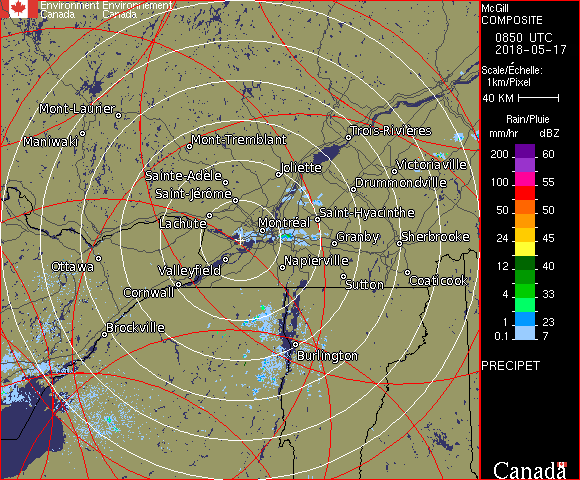 Environment Environnement
Canada Canada
McGill
COMPOSITE
0850 UTC
2018-05-17
Scale/Échelle:
1km/Pixel
40 KM
Rain/Pluie
mm/hr dBZ
200 60
100 55
50 50
24 45
12 40
4 33
1 23
0.1 7
PRECIPET
Canada
Mont-Laurier
Maniwaki
Mont-Tremblant
Trois-Rivières
Joliette
Victoriaville
Sainte-Adèle
Drummondville
Saint-Jérôme
Saint-Hyacinthe
Lachute
Montréal
Granby
Sherbrooke
Ottawa
Valleyfield
Napierville
Cornwall
Sutton
Coaticook
Brockville
Burlington